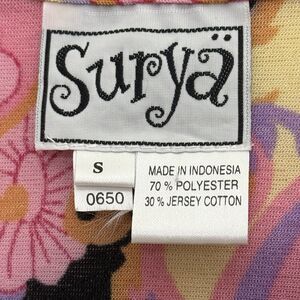 Suryä
S
0650
MADE IN INDONESIA
70 % POLYESTER
30 % JERSEY COTTON